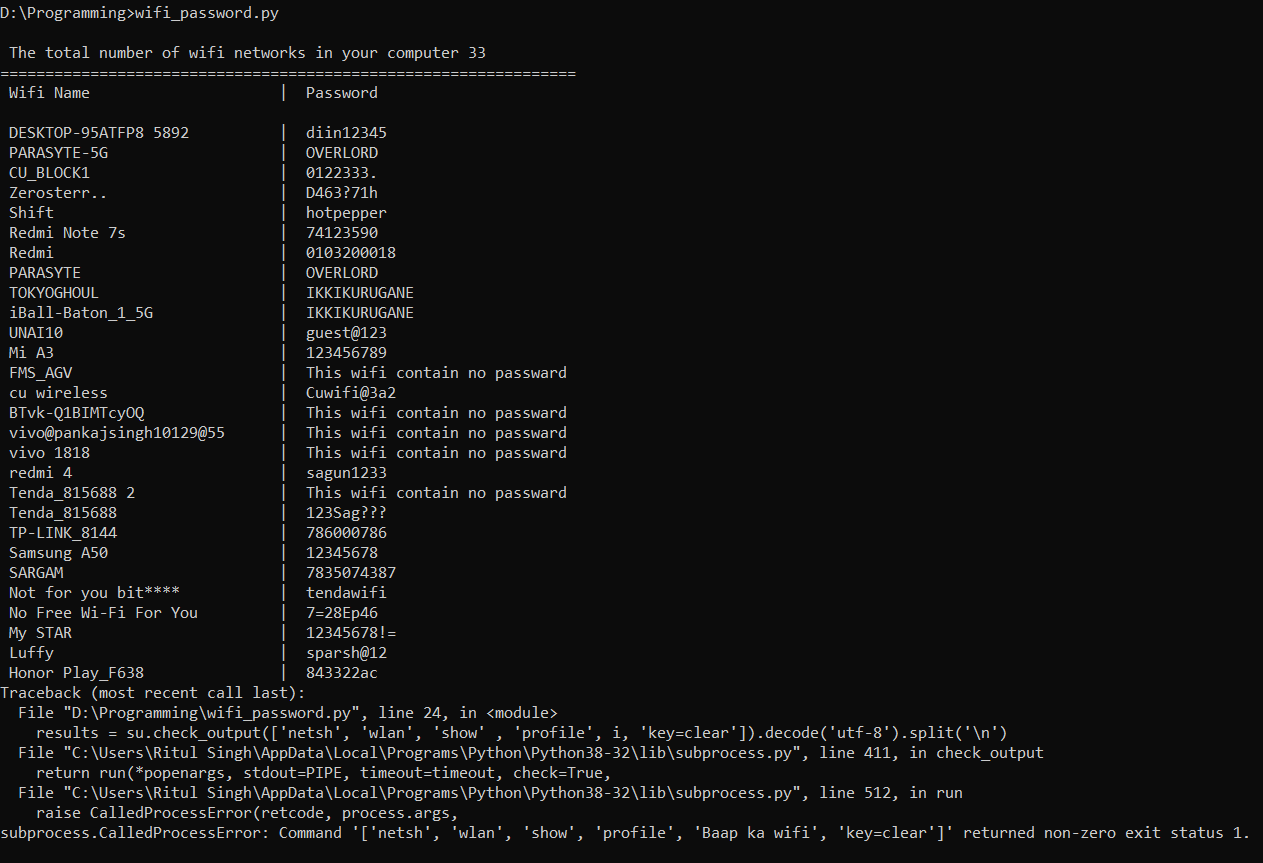 D:\Programming>wifi_password.py
The total number of wifi networks in your computer 33
================================================================
Wifi Name | Password
DESKTOP-95ATFP8 5892 | diin12345
PARASYTE-5G | OVERLORD
CU_BLOCK1 | 0122333.
Zerosterr.. | D463?71h
Shift | hotpepper
Redmi Note 7s | 74123590
Redmi | 0103200018
PARASYTE | OVERLORD
TOKYOGHOUL | IKKIKURUGANE
iBall-Baton_1_5G | IKKIKURUGANE
UNAI10 | guest@123
Mi A3 | 123456789
FMS_AGV | This wifi contain no passward
cu wireless | Cuwifi@3a2
BTvk-Q1BIMTcyOQ | This wifi contain no passward
vivo@pankajsingh10129@55 | This wifi contain no passward
vivo 1818 | This wifi contain no passward
redmi 4 | sagun1233
Tenda_815688 2 | This wifi contain no passward
Tenda_815688 | 123Sag???
TP-LINK_8144 | 786000786
Samsung A50 | 12345678
SARGAM | 7835074387
Not for you bit**** | tendawifi
No Free Wi-Fi For You | 7=28Ep46
My STAR | 12345678!=
Luffy | sparsh@12
Honor Play_F638 | 843322ac
Traceback (most recent call last):
File "D:\Programming\wifi_password.py", line 24, in <module>
results = su.check_output(['netsh', 'wlan', 'show' , 'profile', i, 'key=clear']).decode('utf-8').split('\n')
File "C:\Users\Ritul Singh\AppData\Local\Programs\Python\Python38-32\lib\subprocess.py", line 411, in check_output
return run(*popenargs, stdout=PIPE, timeout=timeout, check=True,
File "C:\Users\Ritul Singh\AppData\Local\Programs\Python\Python38-32\lib\subprocess.py", line 512, in run
raise CalledProcessError(retcode, process.args,
subprocess.CalledProcessError: Command '['netsh', 'wlan', 'show', 'profile', 'Baap ka wifi', 'key=clear']' returned non-zero exit status 1.